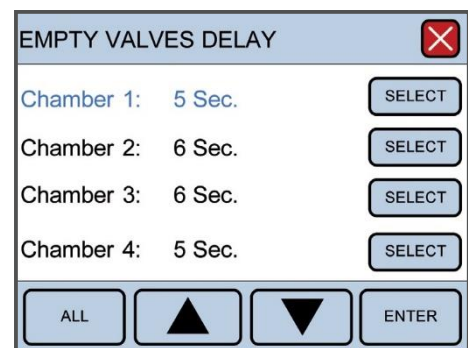 EMPTY VALVES DELAY
Chamber 1: 5 Sec. SELECT
Chamber 2: 6 Sec. SELECT
Chamber 3: 6 Sec. SELECT
Chamber 4: 5 Sec. SELECT
ALL ENTER